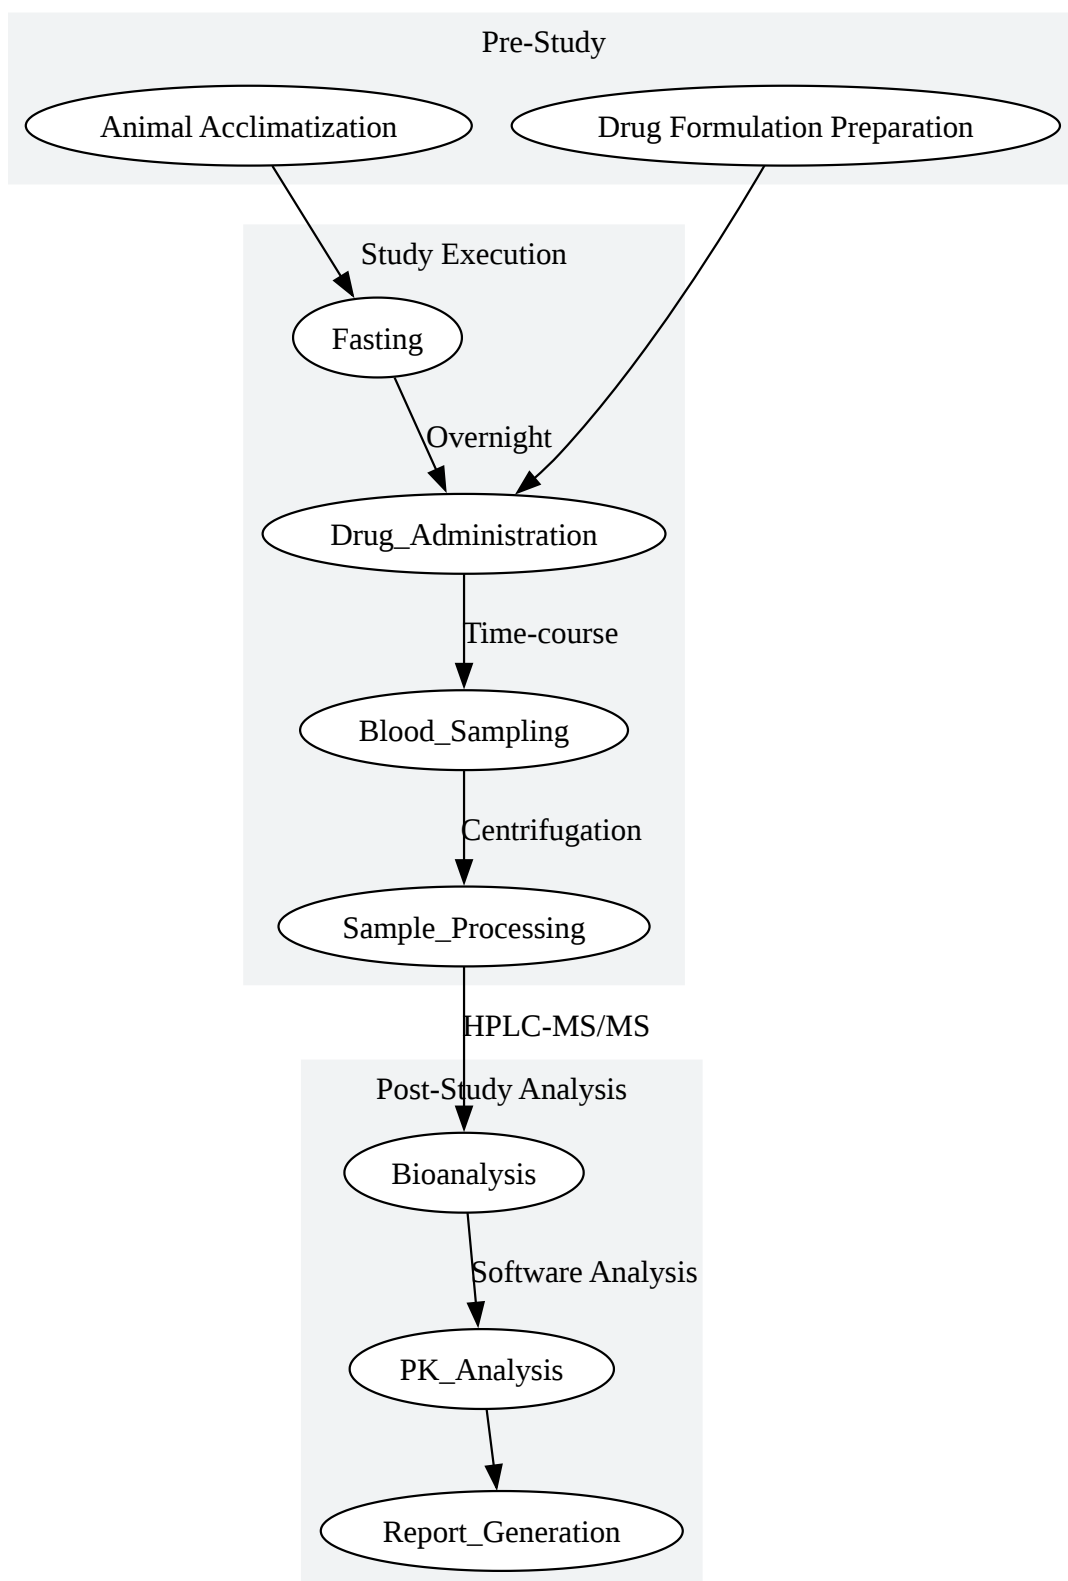 Pre-Study
Animal Acclimatization
Drug Formulation Preparation
Study Execution
Fasting
Overnight
Drug_Administration
Time-course
Blood_Sampling
Centrifugation
Sample_Processing
HPLC-MS/MS
Post-Study Analysis
Bioanalysis
Software Analysis
PK_Analysis
Report_Generation